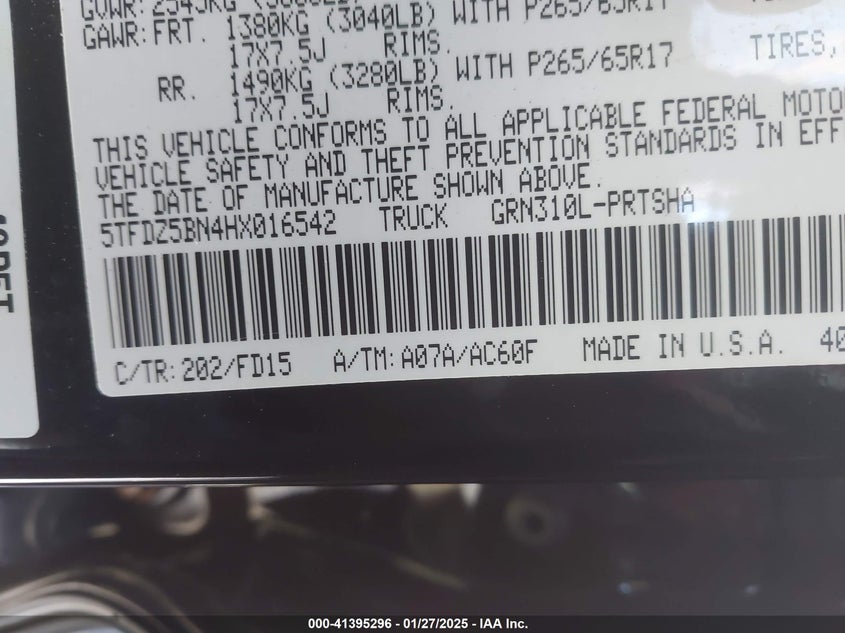 GVWR: 2545KG
GAWR: FRT. 1380KG (3040LB) WITH P265/65R17
17X7.5J RIMS. TIRES,
RR. 1490KG (3280LB) WITH P265/65R17
17X7.5J RIMS.
THIS VEHICLE CONFORMS TO ALL APPLICABLE FEDERAL MOTO
VEHICLE SAFETY AND THEFT PREVENTION STANDARDS IN EFF
THE DATE OF MANUFACTURE SHOWN ABOVE.
5TFDZ5BN4HX016542 TRUCK GRN310L-PRTSHA
C/TR: 202/FD15 A/TM: A07A/AC60F MADE IN U.S.A. 40
000-41395296 - 01/27/2025 - IAA Inc.